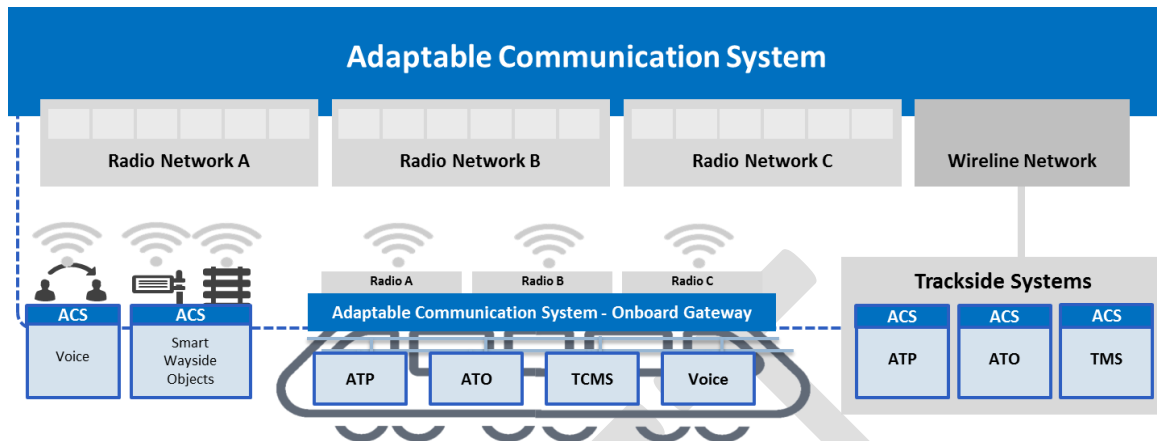 Adaptable Communication System
Radio Network A
Radio Network B
Radio Network C
Wireline Network
Radio A
Radio B
Radio C
Adaptable Communication System - Onboard Gateway
ATP
ATO
TCMS
Voice
ACS
Voice
ACS
Smart
Wayside
Objects
Trackside Systems
ACS
ATP
ACS
ATO
ACS
TMS